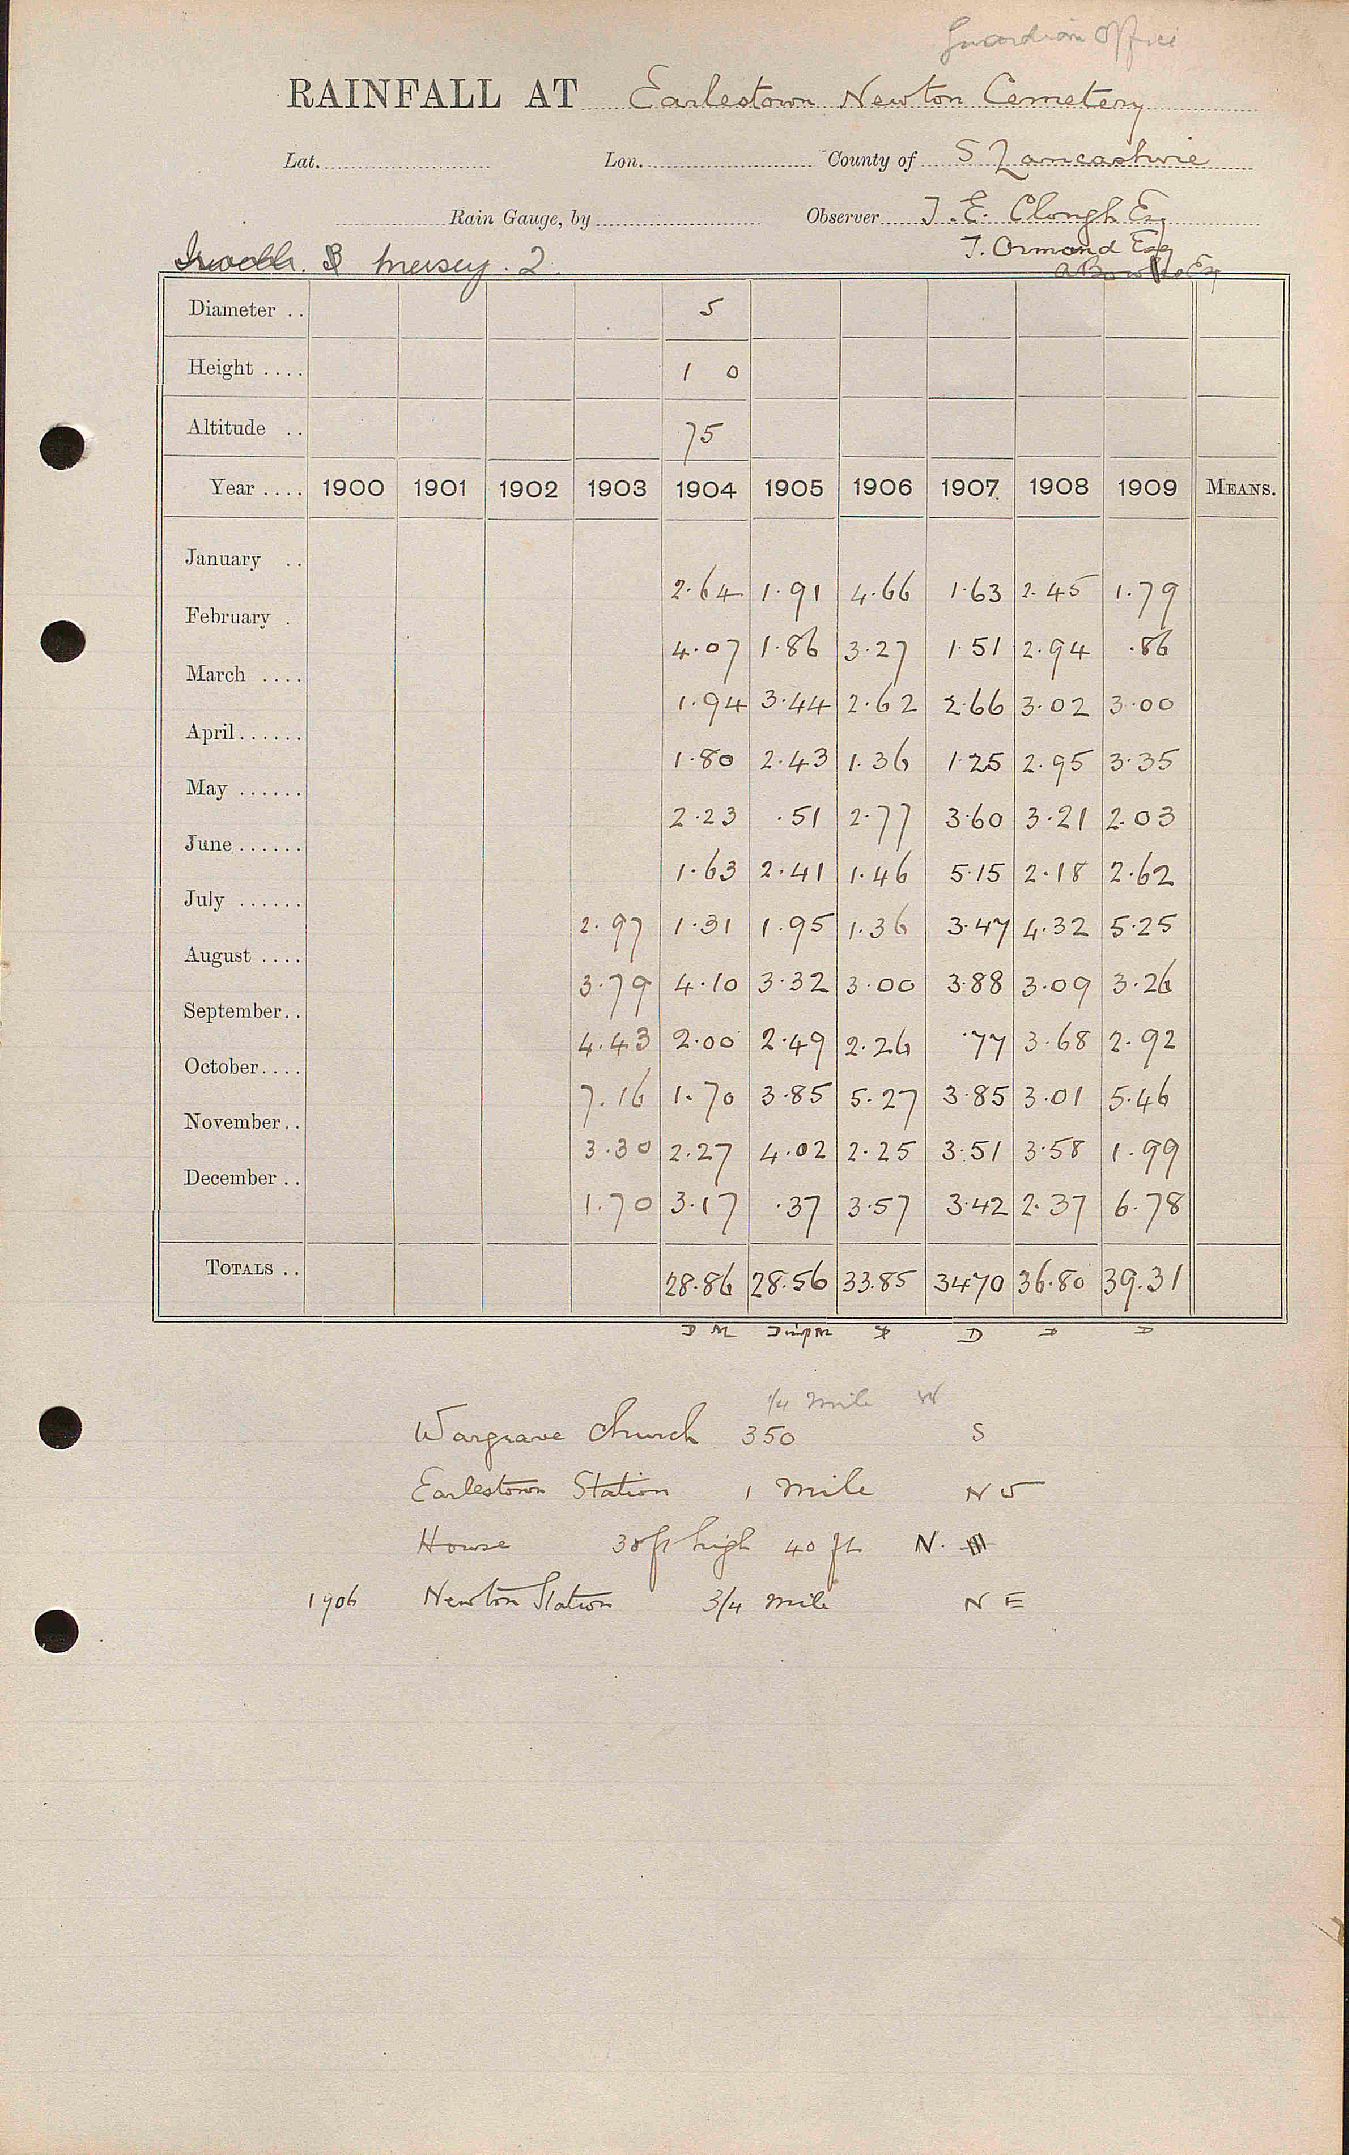 Guardian Office
RAINFALL AT Earlestown Newton Cemetery
Lat. Lon. County of S Lancashire
Rain Gauge, by Observer J. E. Clough Esq
T. Ormond Esq
Mersey. 2.
Diameter .. 5
Height .... 1 0
Altitude .. 75
Year .... 1900 1901 1902 1903 1904 1905 1906 1907 1908 1909 MEANS.
January .. 2.64 1.91 4.66 1.63 2.45 1.79
February . 4.07 1.86 3.27 1.51 2.94 .86
March .... 1.94 3.44 2.62 2.66 3.02 3.00
April...... 1.80 2.43 1.36 1.25 2.95 3.35
May ...... 2.23 .51 2.77 3.60 3.21 2.03
June...... 1.63 2.41 1.46 5.15 2.18 2.62
July ...... 2.97 1.31 1.95 1.36 3.47 4.32 5.25
August .... 3.79 4.10 3.32 3.00 3.88 3.09 3.26
September.. 4.43 2.00 2.49 2.26 .77 3.68 2.92
October.... 7.16 1.70 3.85 5.27 3.85 3.01 5.46
November.. 3.30 2.27 4.02 2.25 3.51 3.58 1.99
December .. 1.70 3.17 .37 3.57 3.42 2.37 6.78
TOTALS .. 28.86 28.56 33.85 34.70 36.80 39.31
D M D D D D
1/4 mile W
Wargrave Church 350 S
Earlestown Station 1 mile N W
House 30ft high 40 ft N.
1906 Newton Station 3/4 mile N E